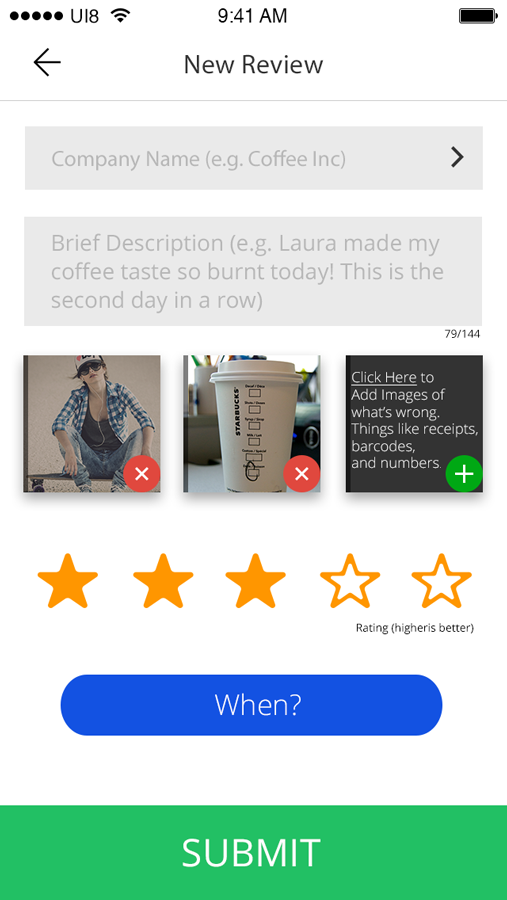 UI8 9:41 AM
New Review
Company Name (e.g. Coffee Inc)
Brief Description (e.g. Laura made my
coffee taste so burnt today! This is the
second day in a row)
79/144
STARBUCKS
Click Here to
Add Images of
what's wrong.
Things like receipts,
barcodes,
and numbers.
Rating (higheris better)
When?
SUBMIT